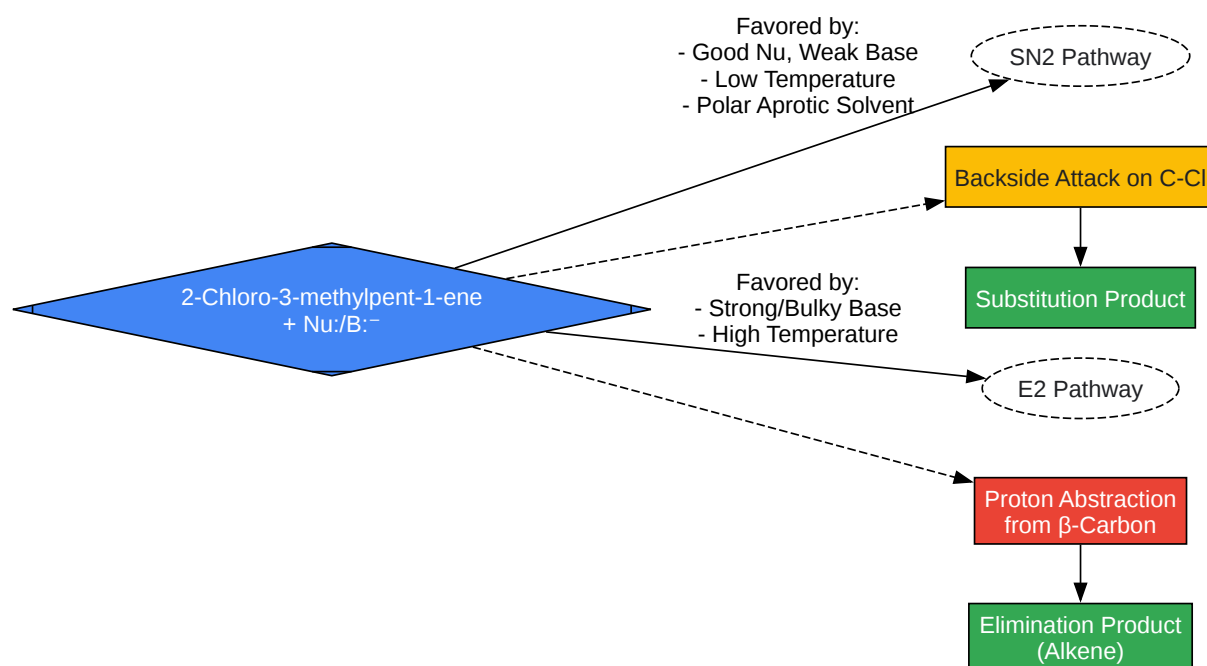 Favored by:
- Good Nu, Weak Base
- Low Temperature
- Polar Aprotic Solvent
SN2 Pathway
Backside Attack on C-Cl
Substitution Product
2-Chloro-3-methylpent-1-ene
+ Nu:/B:⁻
Favored by:
- Strong/Bulky Base
- High Temperature
E2 Pathway
Proton Abstraction
from β-Carbon
Elimination Product
(Alkene)